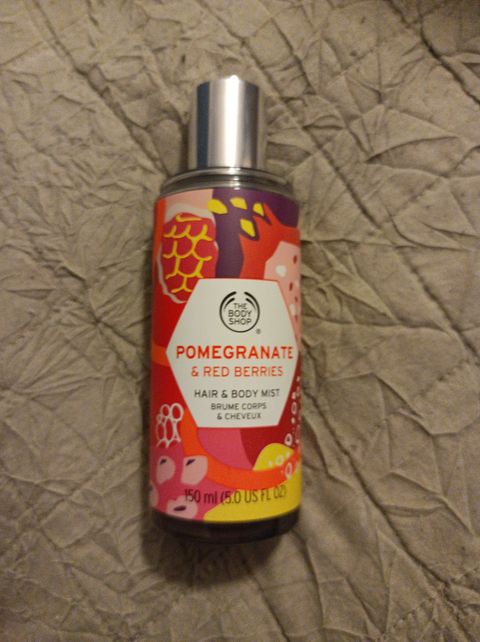 THE
BODY
SHOP
®
POMEGRANATE
& RED BERRIES
HAIR & BODY MIST
BRUME CORPS
& CHEVEUX
150 ml (5.0 US FL OZ)